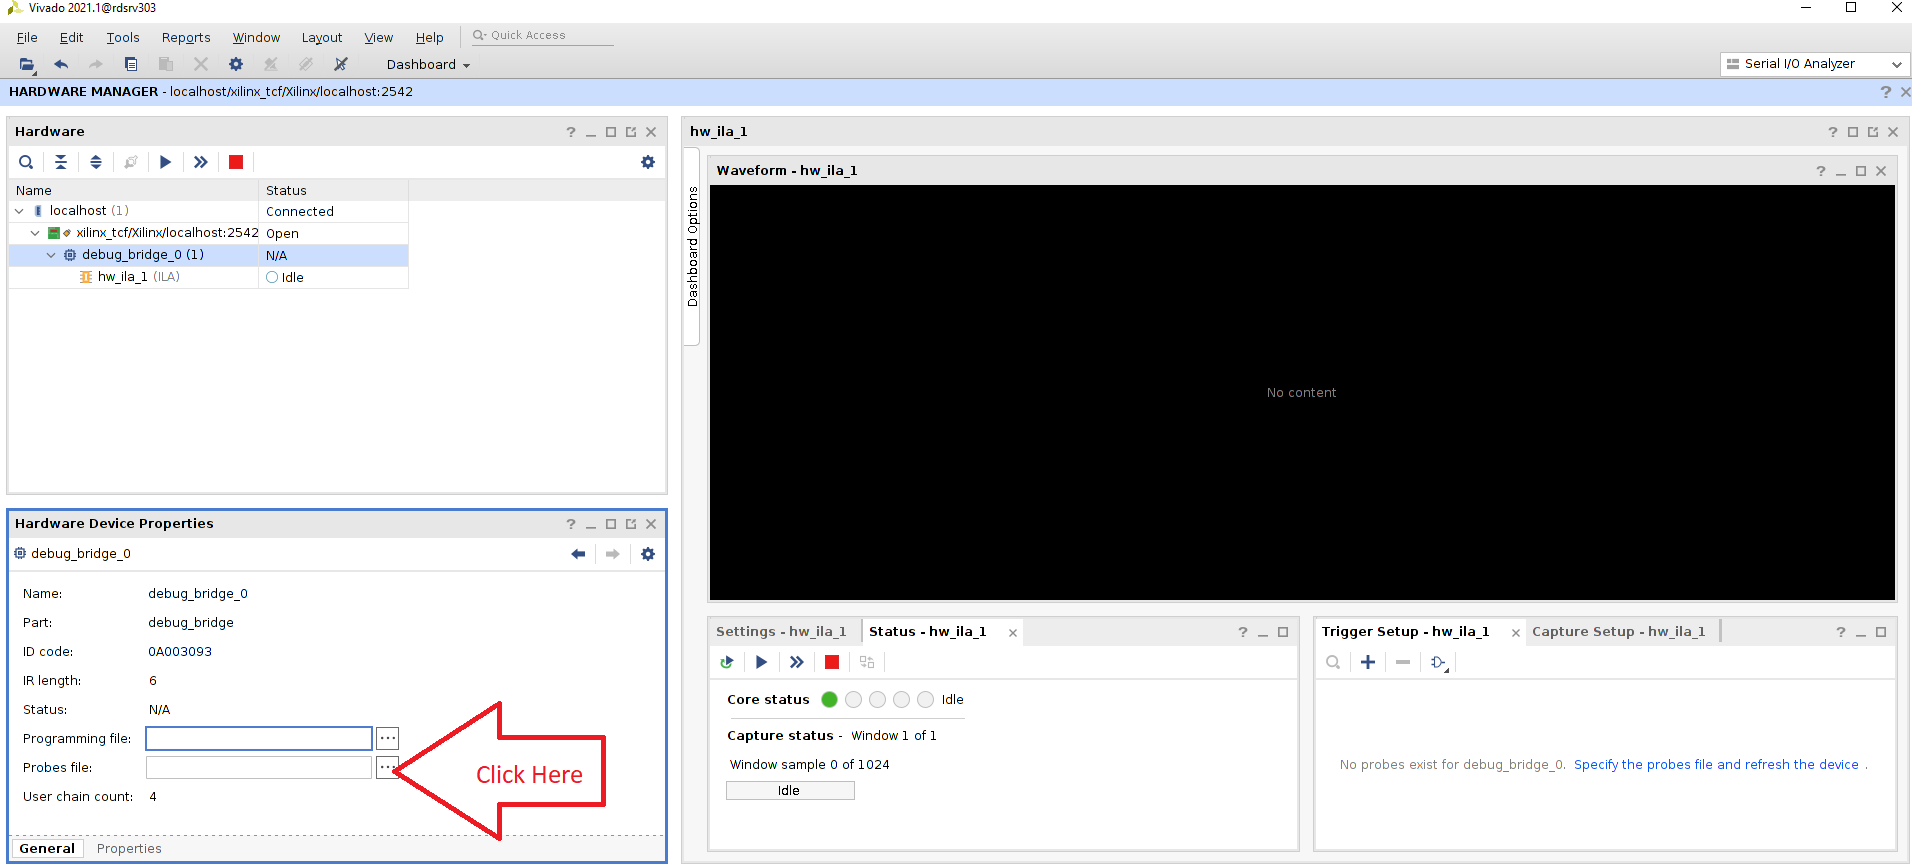 Vivado 2021.1@rdsrv303
File Edit Tools Reports Window Layout View Help Quick Access
Dashboard
Serial I/O Analyzer
HARDWARE MANAGER - localhost/xilinx_tcf/Xilinx/localhost:2542
Hardware
Name Status
localhost (1) Connected
xilinx_tcf/Xilinx/localhost:2542 Open
debug_bridge_0 (1) N/A
hw_ila_1 (ILA) Idle
Hardware Device Properties
debug_bridge_0
Name: debug_bridge_0
Part: debug_bridge
ID code: 0A003093
IR length: 6
Status: N/A
Programming file: ...
Probes file: ...
Click Here
User chain count: 4
General Properties
hw_ila_1
Dashboard Options
Waveform - hw_ila_1
No content
Settings - hw_ila_1 Status - hw_ila_1
Core status Idle
Capture status - Window 1 of 1
Window sample 0 of 1024
Idle
Trigger Setup - hw_ila_1 Capture Setup - hw_ila_1
No probes exist for debug_bridge_0. Specify the probes file and refresh the device .